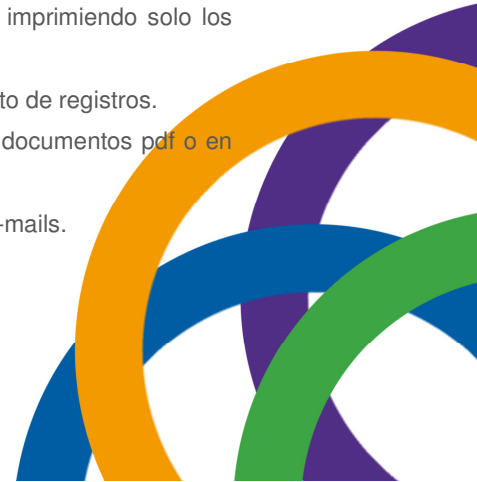 imprimiendo solo los
to de registros.
documentos pdf o en
-mails.